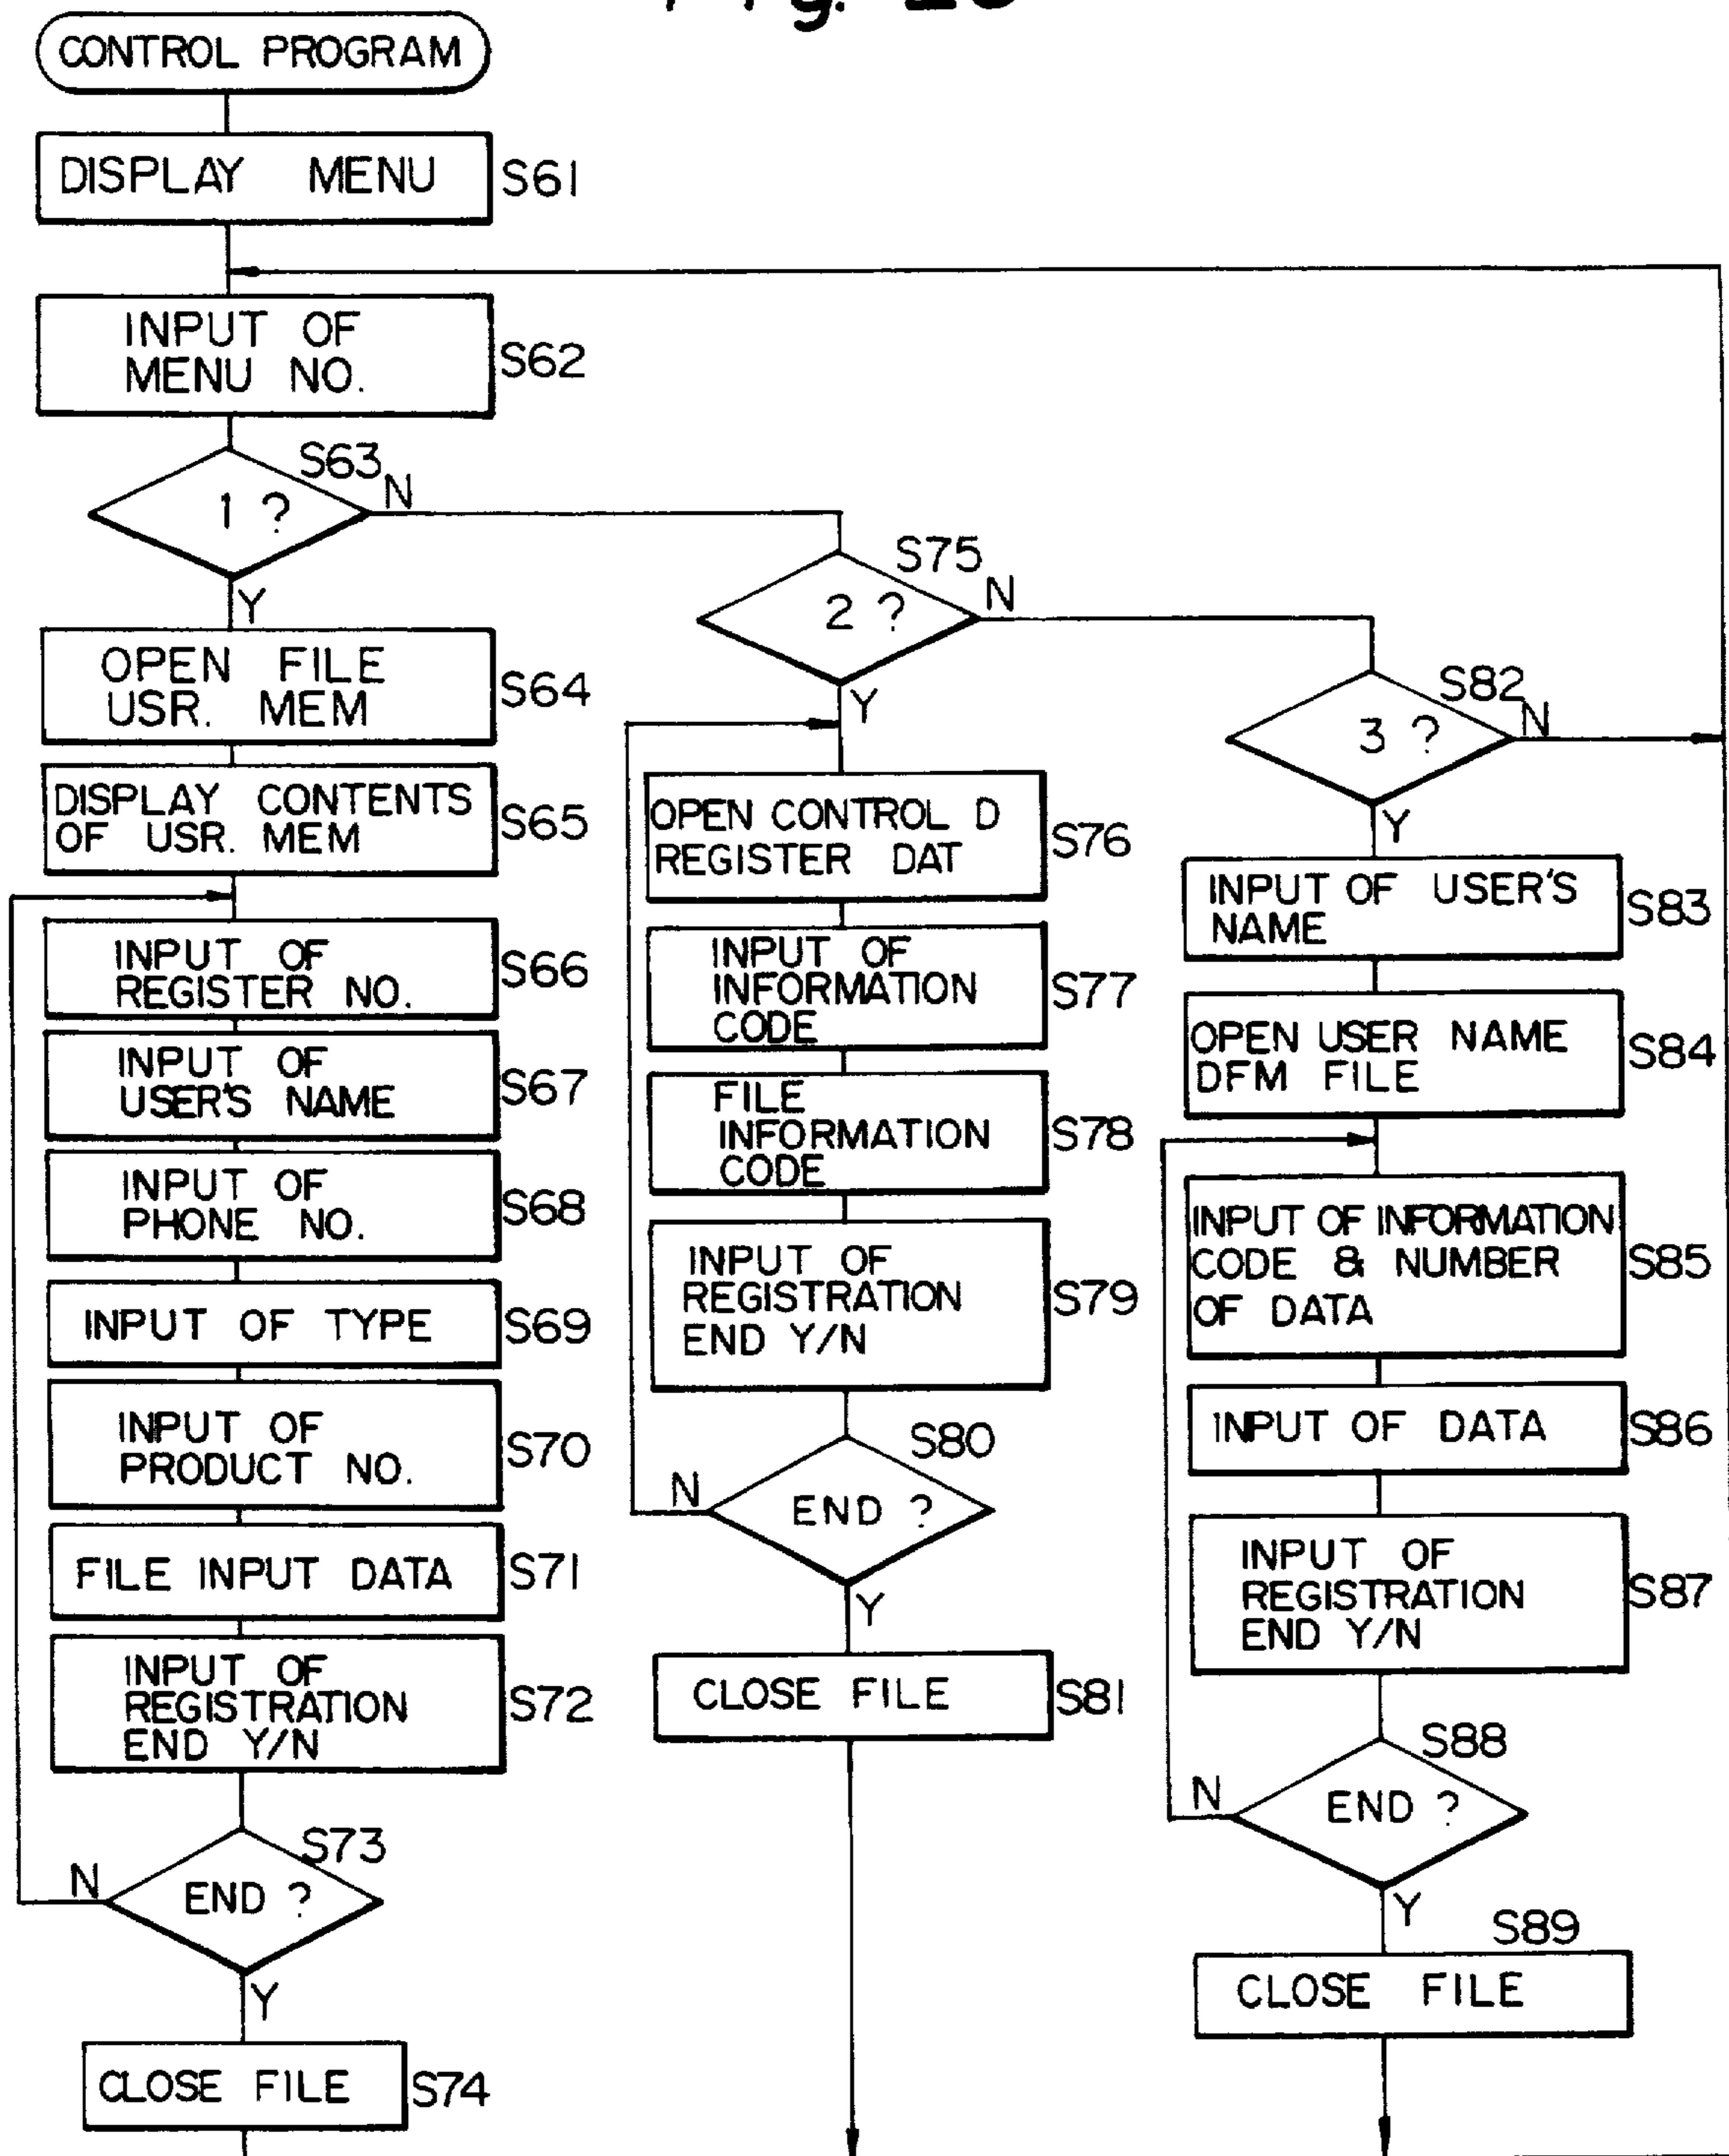 CONTROL PROGRAM
DISPLAY MENU
S61
INPUT OF
MENU NO.
S62
S63
1 ?
N
Y
OPEN FILE
USR. MEM
S64
DISPLAY CONTENTS
OF USR. MEM
S65
INPUT OF
REGISTER NO.
S66
INPUT OF
USER'S NAME
S67
INPUT OF
PHONE NO.
S68
INPUT OF TYPE
S69
INPUT OF
PRODUCT NO.
S70
FILE INPUT DATA
S71
INPUT OF
REGISTRATION
END Y/N
S72
S73
END ?
N
Y
CLOSE FILE
S74
S75
2 ?
N
Y
OPEN CONTROL D
REGISTER DAT
S76
INPUT OF
INFORMATION
CODE
S77
FILE
INFORMATION
CODE
S78
INPUT OF
REGISTRATION
END Y/N
S79
S80
END ?
N
Y
CLOSE FILE
S81
S82
3 ?
N
Y
INPUT OF USER'S
NAME
S83
OPEN USER NAME
DFM FILE
S84
INPUT OF INFORMATION
CODE & NUMBER
OF DATA
S85
INPUT OF DATA
S86
INPUT OF
REGISTRATION
END Y/N
S87
S88
END ?
N
Y
S89
CLOSE FILE